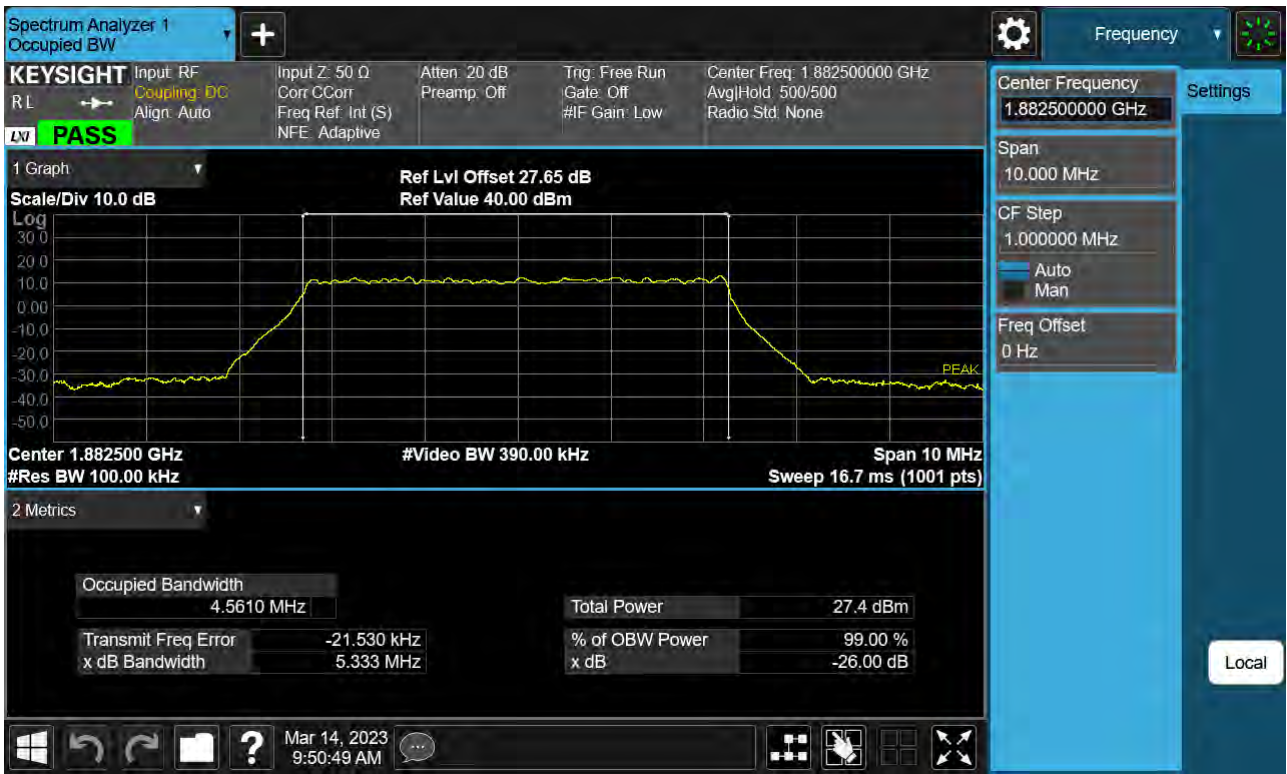 Spectrum Analyzer 1
Occupied BW
Frequency
KEYSIGHT
R L
LXI
PASS
Input: RF
Coupling: DC
Align: Auto
Input Z: 50 Ω
Corr CCorr
Freq Ref: Int (S)
NFE: Adaptive
Atten: 20 dB
Preamp: Off
Trig: Free Run
Gate: Off
#IF Gain: Low
Center Freq: 1.882500000 GHz
Avg|Hold: 500/500
Radio Std: None
1 Graph
Scale/Div 10.0 dB
Ref Lvl Offset 27.65 dB
Ref Value 40.00 dBm
Log
30.0
20.0
10.0
0.00
-10.0
-20.0
-30.0
-40.0
-50.0
PEAK
Center 1.882500 GHz
#Video BW 390.00 kHz
Span 10 MHz
#Res BW 100.00 kHz
Sweep 16.7 ms (1001 pts)
2 Metrics
Occupied Bandwidth
4.5610 MHz
Transmit Freq Error -21.530 kHz
x dB Bandwidth 5.333 MHz
Total Power 27.4 dBm
% of OBW Power 99.00 %
x dB -26.00 dB
Center Frequency
1.882500000 GHz
Span
10.000 MHz
CF Step
1.000000 MHz
Auto
Man
Freq Offset
0 Hz
Settings
Local
?
Mar 14, 2023
9:50:49 AM